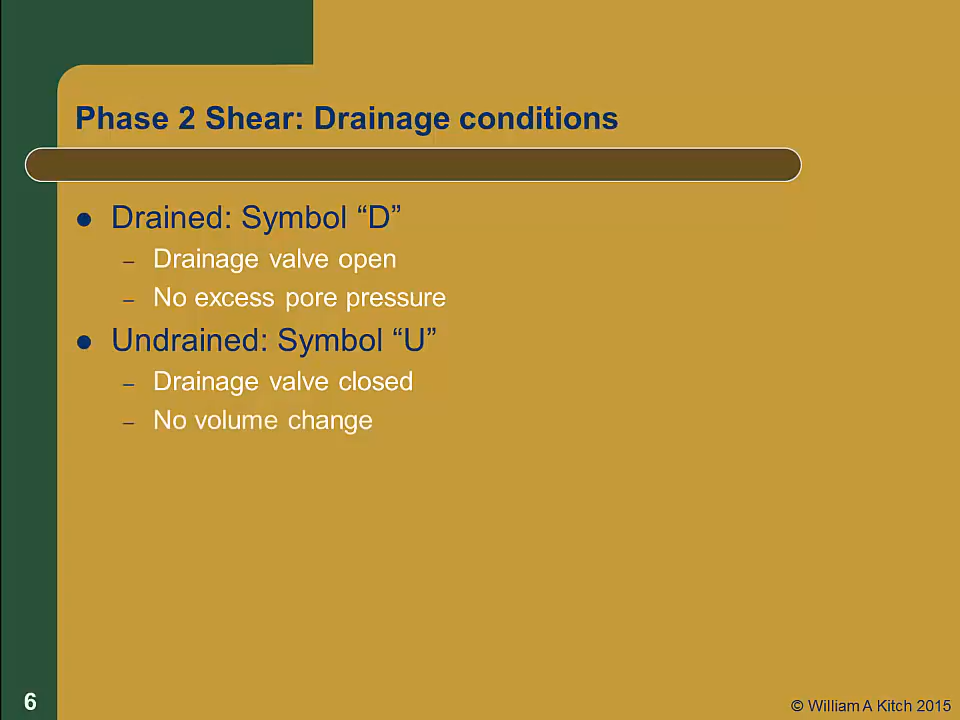 Phase 2 Shear: Drainage conditions
● Drained: Symbol “D”
– Drainage valve open
– No excess pore pressure
● Undrained: Symbol “U”
– Drainage valve closed
– No volume change
6
© William A Kitch 2015